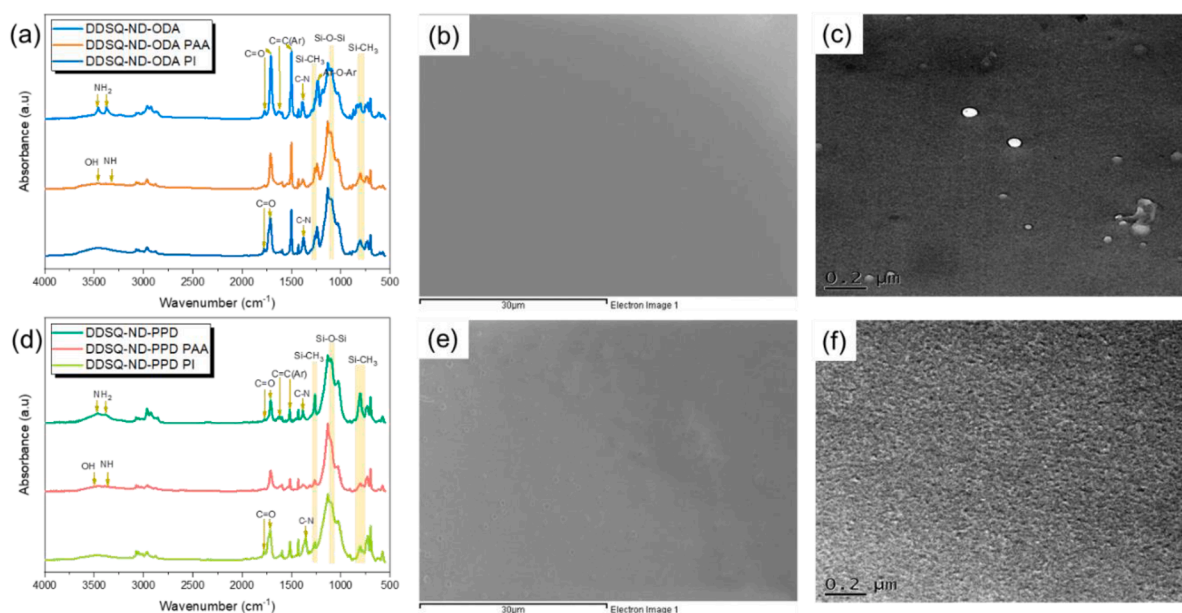 (a)
DDSQ-ND-ODA
DDSQ-ND-ODA PAA
DDSQ-ND-ODA PI
C=O
C=C(Ar)
Si-O-Si
Si-CH3
Ar-O-Ar
Si-CH3
C-N
NH2
OH NH
C=O
C-N
Absorbance (a.u)
4000 3500 3000 2500 2000 1500 1000 500
Wavenumber (cm-1)
(b)
30µm Electron Image 1
(c)
0.2 µm
(d)
DDSQ-ND-PPD
DDSQ-ND-PPD PAA
DDSQ-ND-PPD PI
Si-O-Si
Si-CH3
Si-CH3
C=C(Ar)
C=O
C-N
NH2
OH NH
C=O
C-N
Absorbance (a.u)
4000 3500 3000 2500 2000 1500 1000 500
Wavenumber (cm-1)
(e)
30µm Electron Image 1
(f)
0.2 µm